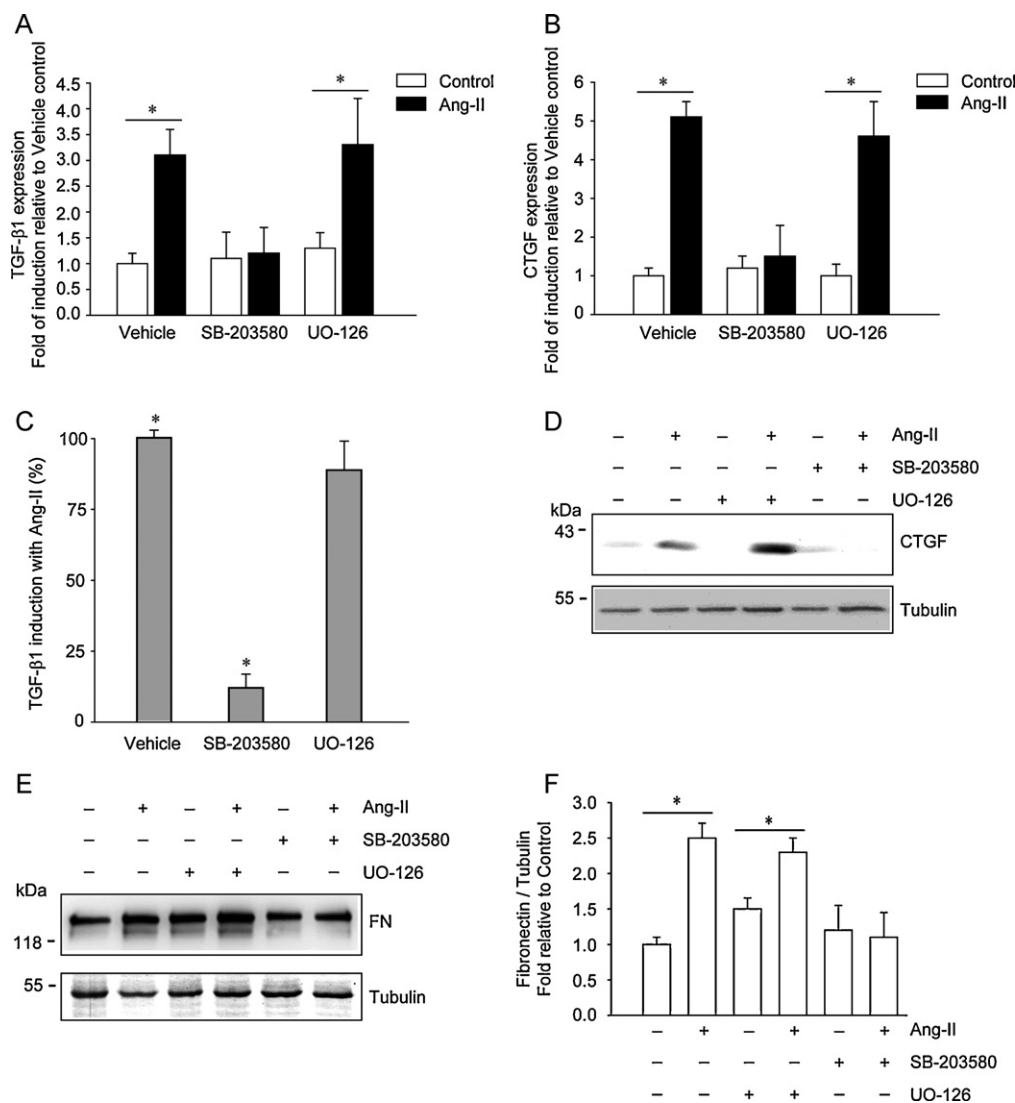 A
TGF-β1 expression
Fold of induction relative to Vehicle control
4.5
4.0
3.5
3.0
2.5
2.0
1.5
1.0
0.5
0.0
* *
Control
Ang-II
Vehicle SB-203580 UO-126
B
CTGF expression
Fold of induction relative to Vehicle control
6
5
4
3
2
1
0
* *
Control
Ang-II
Vehicle SB-203580 UO-126
C
TGF-β1 induction with Ang-II (%)
100
75
50
25
0
* *
Vehicle SB-203580 UO-126
D
– + – + – + Ang-II
– – – – + + SB-203580
– – + + – – UO-126
kDa
43
CTGF
55
Tubulin
E
– + – + – + Ang-II
– – – – + + SB-203580
– – + + – – UO-126
kDa
FN
118
55
Tubulin
F
Fibronectin / Tubulin
Fold relative to Control
3.0
2.5
2.0
1.5
1.0
0.5
0.0
* *
– + – + – + Ang-II
– – – – + + SB-203580
– – + + – – UO-126